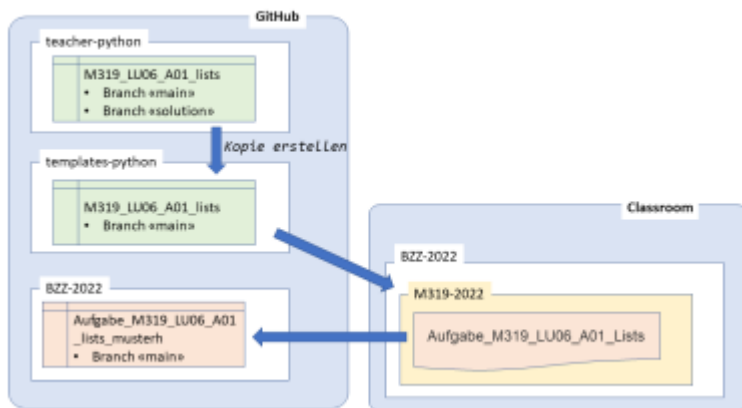 GitHub
teacher-python
M319_LU06_A01_lists
• Branch «main»
• Branch «solution»
Kopie erstellen
templates-python
M319_LU06_A01_lists
• Branch «main»
BZZ-2022
Aufgabe_M319_LU06_A01
_lists_musterh
• Branch «main»
Classroom
BZZ-2022
M319-2022
Aufgabe_M319_LU06_A01_Lists